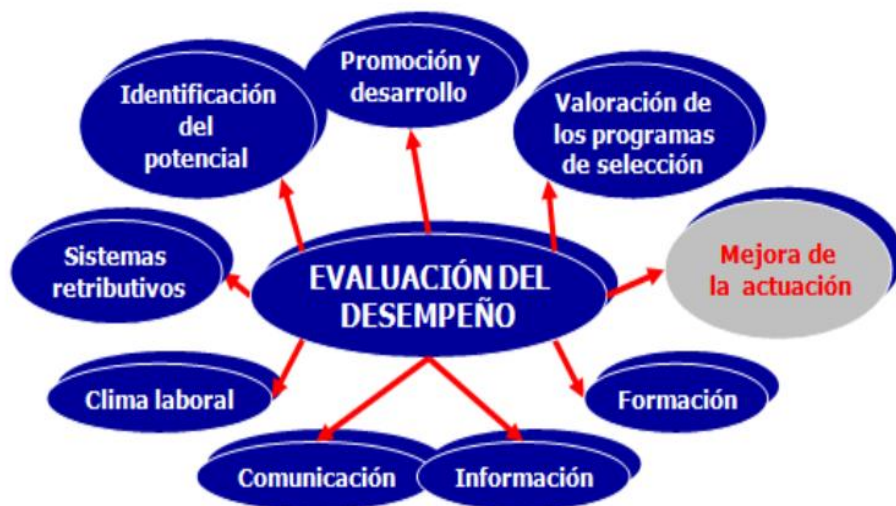 Promoción y
desarrollo
Identificación
del
potencial
Valoración de
los programas
de selección
Sistemas
retributivos
EVALUACIÓN DEL
DESEMPEÑO
Mejora de
la actuación
Clima laboral
Formación
Comunicación
Información